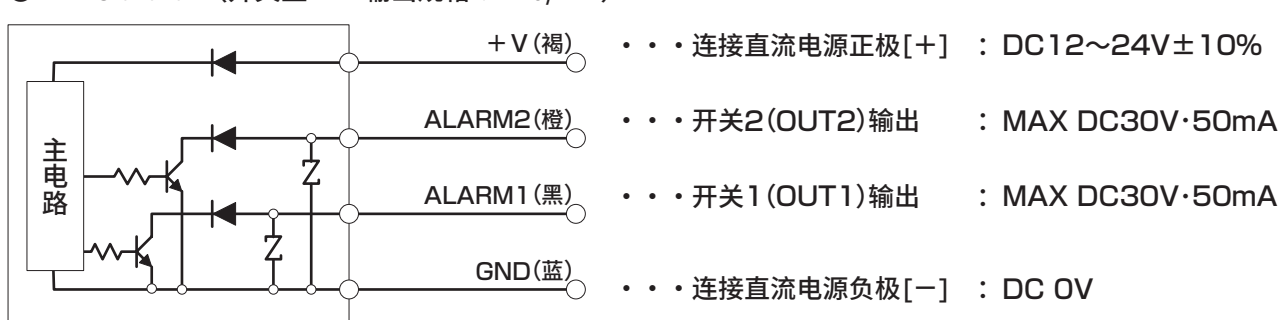 +V(褐) ・・・连接直流电源正极[+] : DC12～24V±10%
ALARM2(橙) ・・・开关2(OUT2)输出 : MAX DC30V·50mA
主电路
ALARM1(黑) ・・・开关1(OUT1)输出 : MAX DC30V·50mA
GND(蓝) ・・・连接直流电源负极[-] : DC 0V